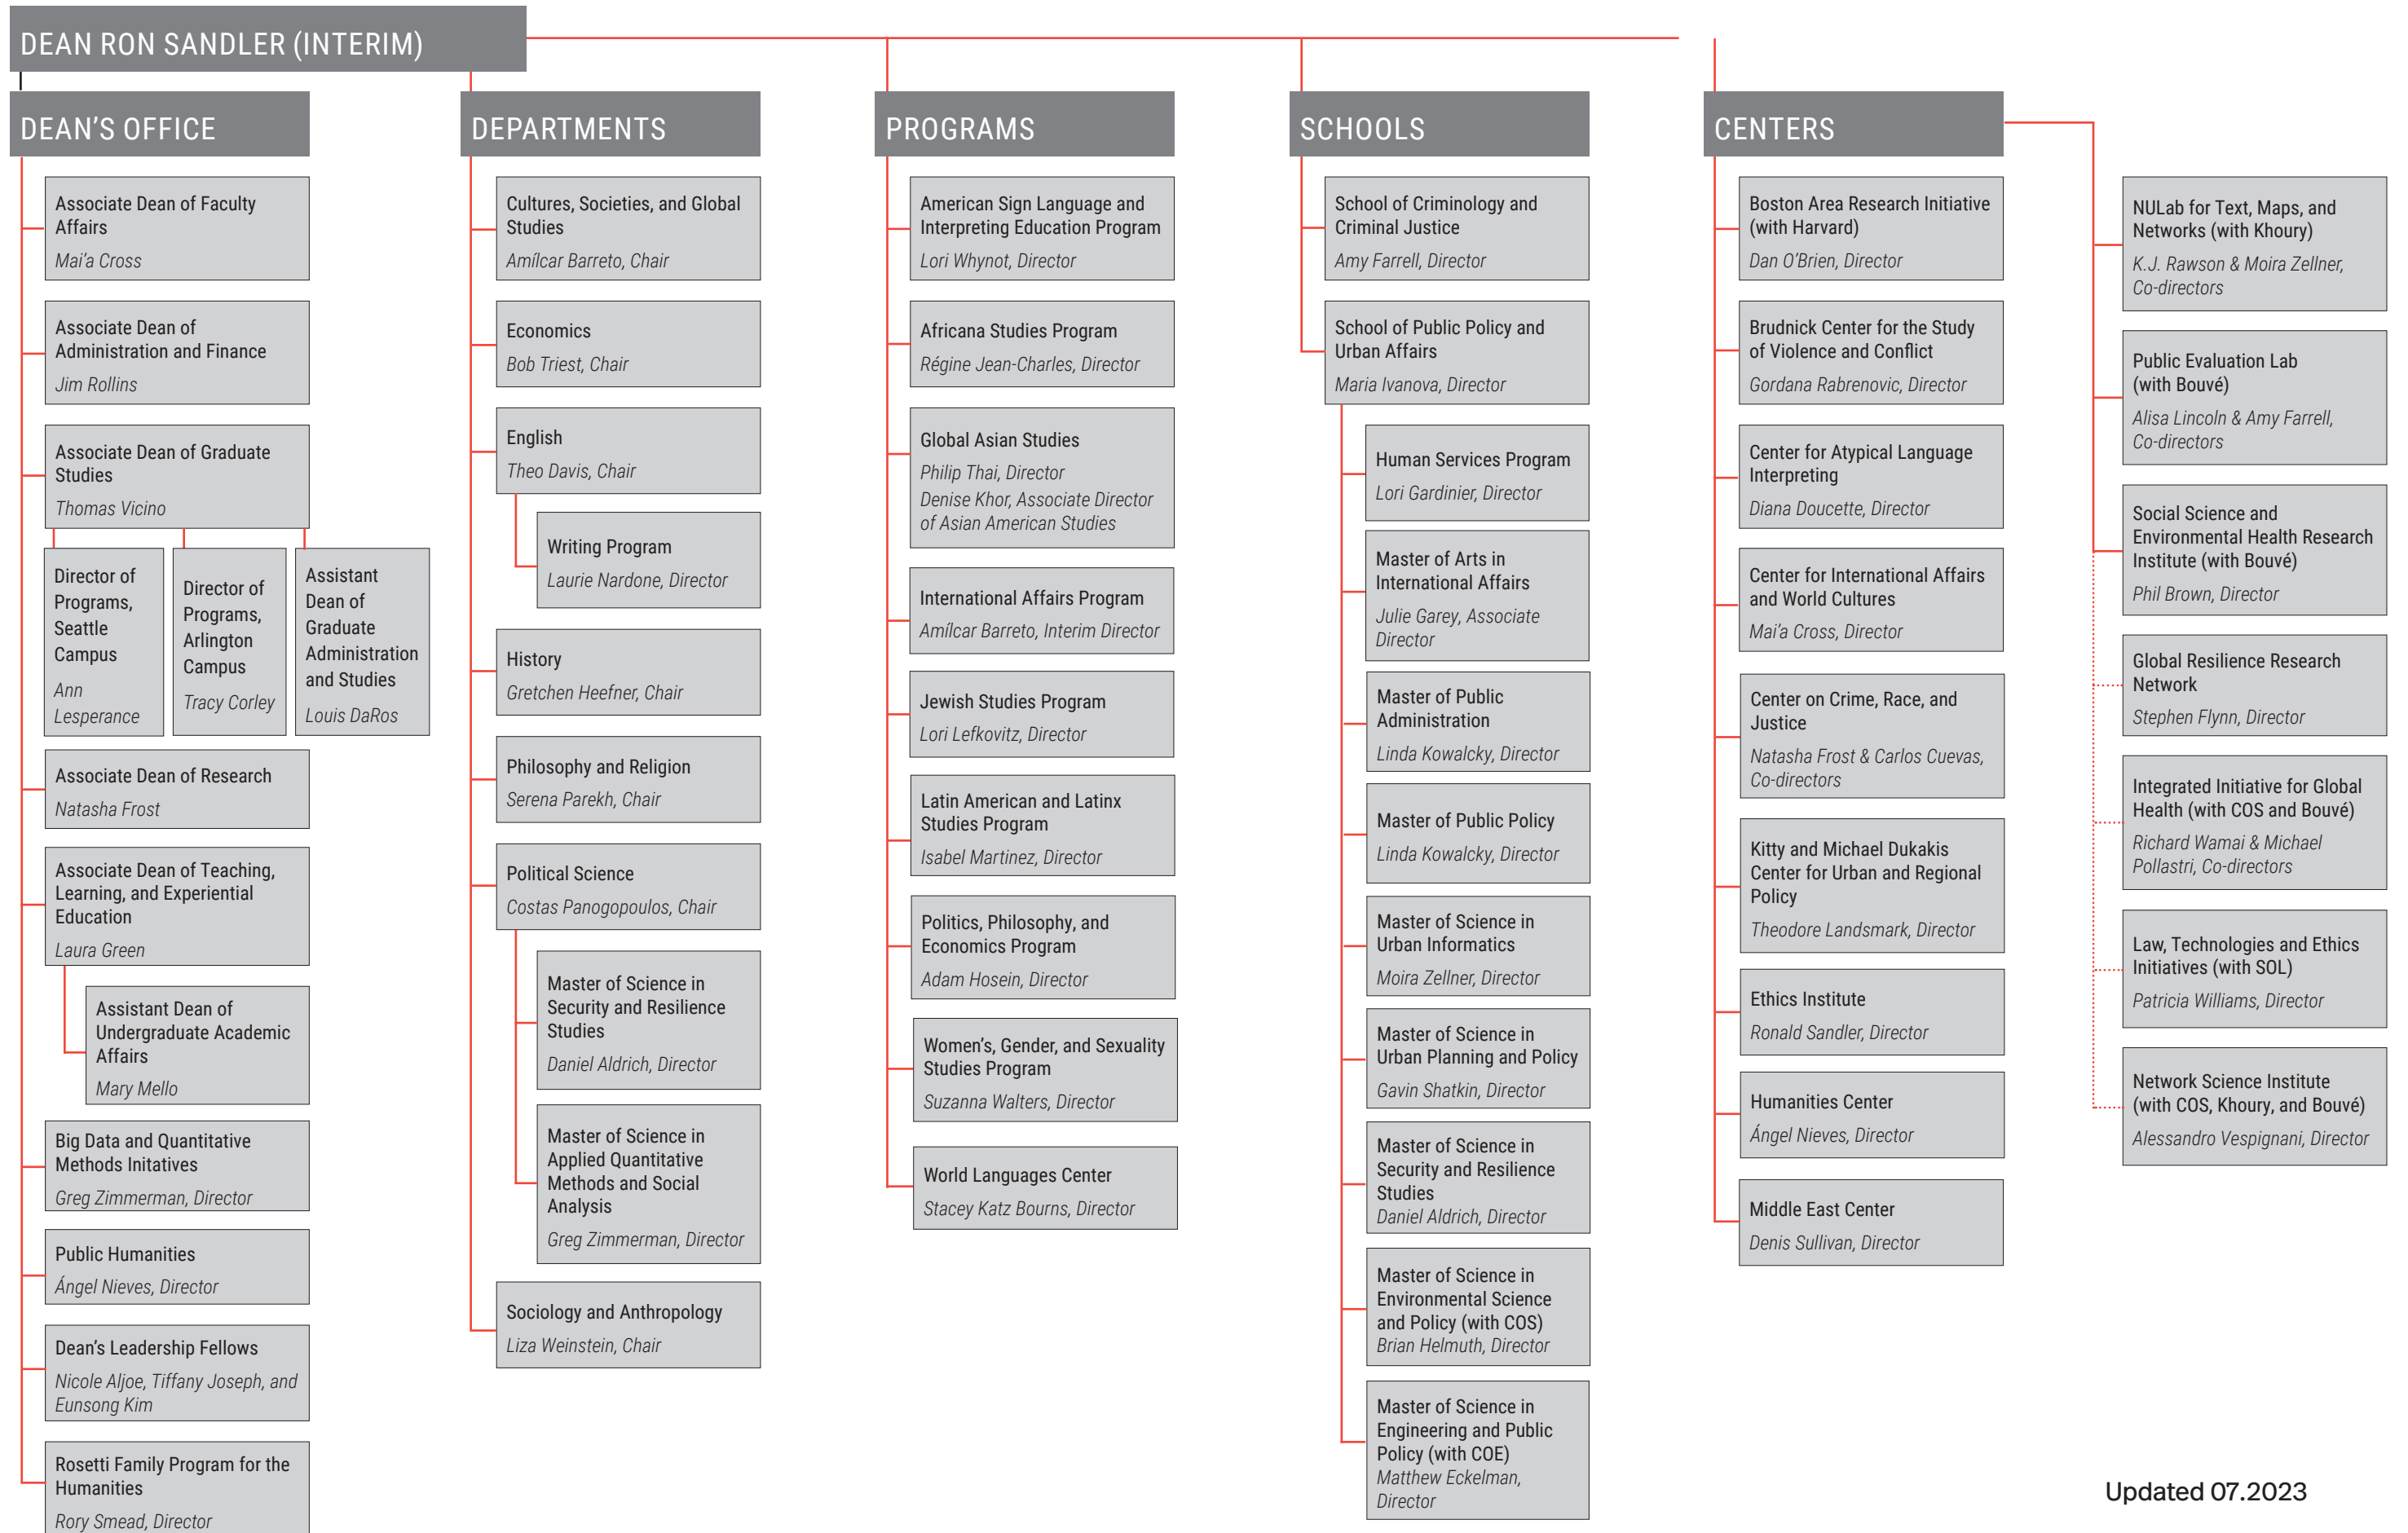 DEAN RON SANDLER (INTERIM)
DEAN’S OFFICE
Associate Dean of Faculty
Affairs
Mai’a Cross
Associate Dean of
Administration and Finance
Jim Rollins
Associate Dean of Graduate
Studies
Thomas Vicino
Director of
Programs,
Seattle
Campus
Ann
Lesperance
Director of
Programs,
Arlington
Campus
Tracy Corley
Assistant
Dean of
Graduate
Administration
and Studies
Louis DaRos
Associate Dean of Research
Natasha Frost
Associate Dean of Teaching,
Learning, and Experiential
Education
Laura Green
Assistant Dean of
Undergraduate Academic
Affairs
Mary Mello
Big Data and Quantitative
Methods Initatives
Greg Zimmerman, Director
Public Humanities
Ángel Nieves, Director
Dean’s Leadership Fellows
Nicole Aljoe, Tiffany Joseph, and
Eunsong Kim
Rosetti Family Program for the
Humanities
Rory Smead, Director
DEPARTMENTS
Cultures, Societies, and Global
Studies
Amílcar Barreto, Chair
Economics
Bob Triest, Chair
English
Theo Davis, Chair
Writing Program
Laurie Nardone, Director
History
Gretchen Heefner, Chair
Philosophy and Religion
Serena Parekh, Chair
Political Science
Costas Panogopoulos, Chair
Master of Science in
Security and Resilience
Studies
Daniel Aldrich, Director
Master of Science in
Applied Quantitative
Methods and Social
Analysis
Greg Zimmerman, Director
Sociology and Anthropology
Liza Weinstein, Chair
PROGRAMS
American Sign Language and
Interpreting Education Program
Lori Whynot, Director
Africana Studies Program
Régine Jean-Charles, Director
Global Asian Studies
Philip Thai, Director
Denise Khor, Associate Director
of Asian American Studies
International Affairs Program
Amílcar Barreto, Interim Director
Jewish Studies Program
Lori Lefkovitz, Director
Latin American and Latinx
Studies Program
Isabel Martinez, Director
Politics, Philosophy, and
Economics Program
Adam Hosein, Director
Women’s, Gender, and Sexuality
Studies Program
Suzanna Walters, Director
World Languages Center
Stacey Katz Bourns, Director
SCHOOLS
School of Criminology and
Criminal Justice
Amy Farrell, Director
School of Public Policy and
Urban Affairs
Maria Ivanova, Director
Human Services Program
Lori Gardinier, Director
Master of Arts in
International Affairs
Julie Garey, Associate
Director
Master of Public
Administration
Linda Kowalcky, Director
Master of Public Policy
Linda Kowalcky, Director
Master of Science in
Urban Informatics
Moira Zellner, Director
Master of Science in
Urban Planning and Policy
Gavin Shatkin, Director
Master of Science in
Security and Resilience
Studies
Daniel Aldrich, Director
Master of Science in
Environmental Science
and Policy (with COS)
Brian Helmuth, Director
Master of Science in
Engineering and Public
Policy (with COE)
Matthew Eckelman,
Director
CENTERS
Boston Area Research Initiative
(with Harvard)
Dan O’Brien, Director
Brudnick Center for the Study
of Violence and Conflict
Gordana Rabrenovic, Director
Center for Atypical Language
Interpreting
Diana Doucette, Director
Center for International Affairs
and World Cultures
Mai’a Cross, Director
Center on Crime, Race, and
Justice
Natasha Frost & Carlos Cuevas,
Co-directors
Kitty and Michael Dukakis
Center for Urban and Regional
Policy
Theodore Landsmark, Director
Ethics Institute
Ronald Sandler, Director
Humanities Center
Ángel Nieves, Director
Middle East Center
Denis Sullivan, Director
NULab for Text, Maps, and
Networks (with Khoury)
K.J. Rawson & Moira Zellner,
Co-directors
Public Evaluation Lab
(with Bouvé)
Alisa Lincoln & Amy Farrell,
Co-directors
Social Science and
Environmental Health Research
Institute (with Bouvé)
Phil Brown, Director
Global Resilience Research
Network
Stephen Flynn, Director
Integrated Initiative for Global
Health (with COS and Bouvé)
Richard Wamai & Michael
Pollastri, Co-directors
Law, Technologies and Ethics
Initiatives (with SOL)
Patricia Williams, Director
Network Science Institute
(with COS, Khoury, and Bouvé)
Alessandro Vespignani, Director
Updated 07.2023